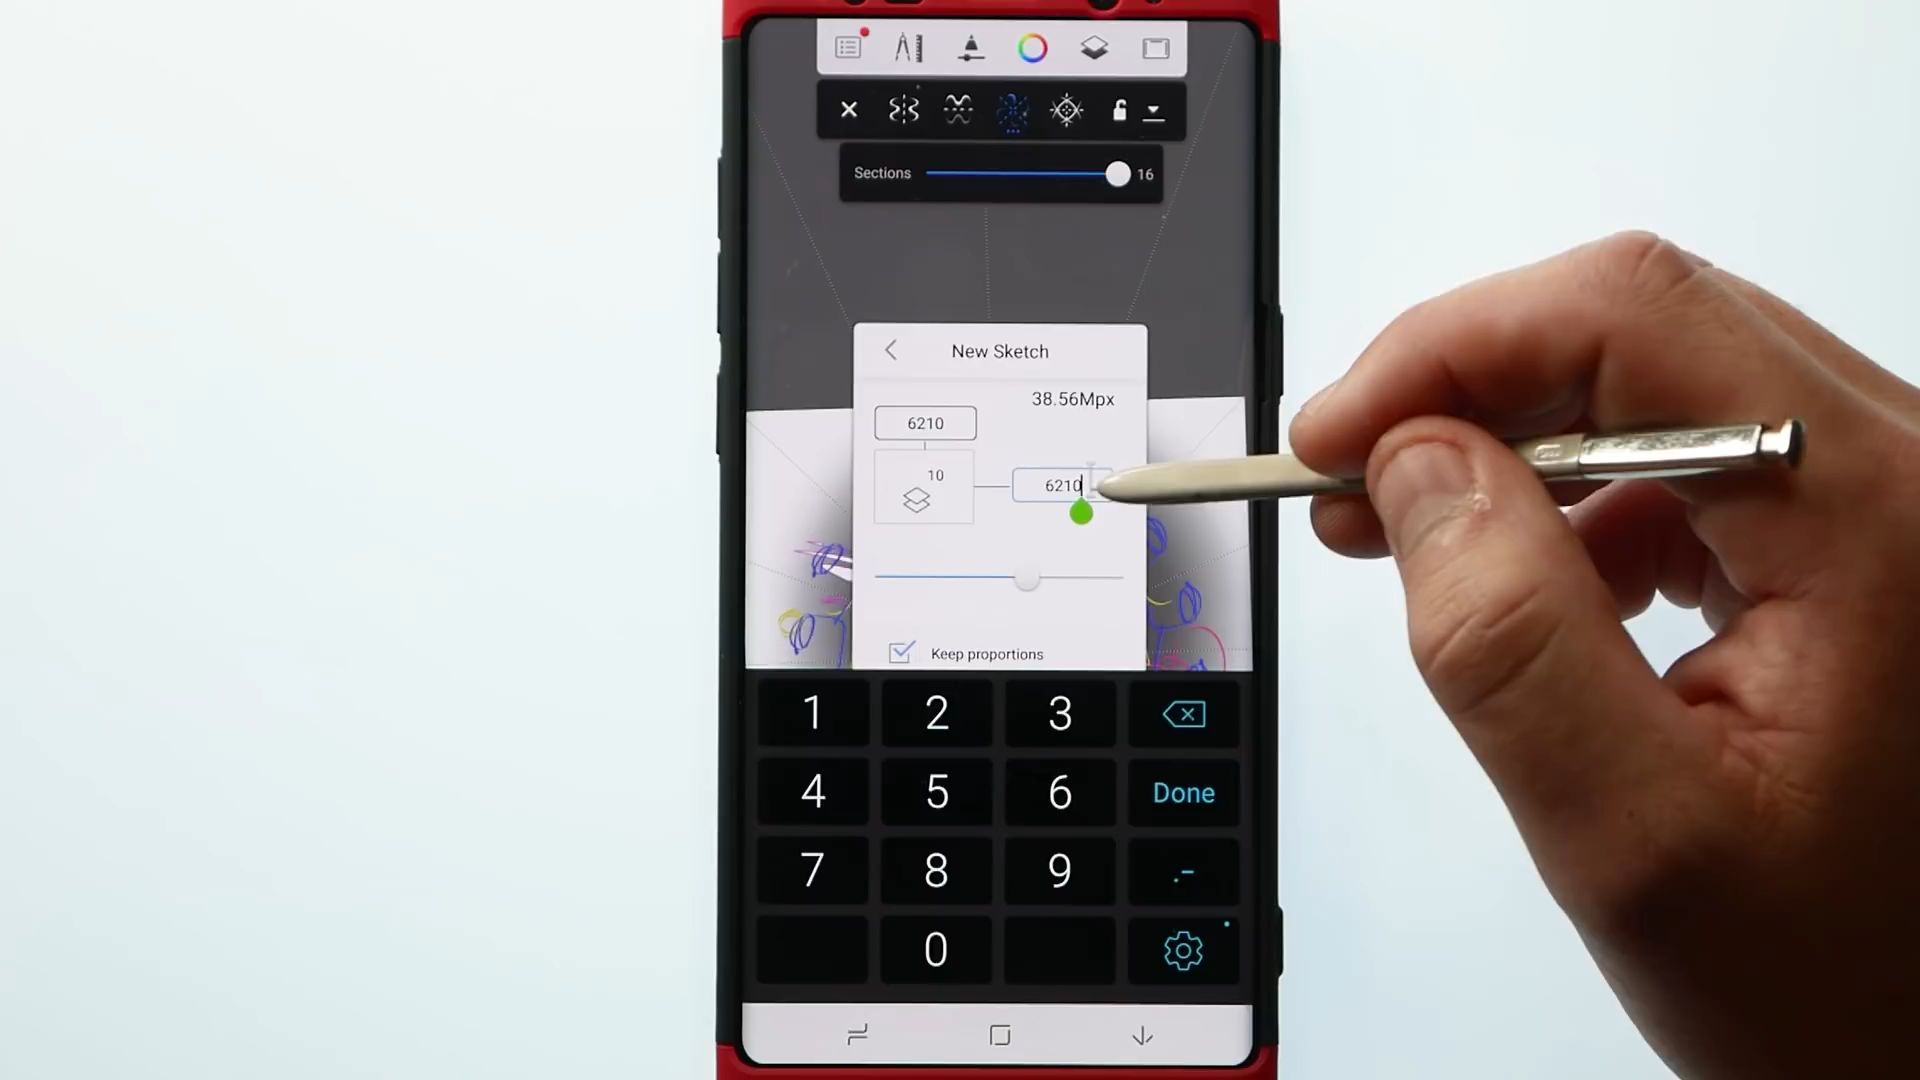 Sections 16
New Sketch
38.56Mpx
6210
10
6210
Keep proportions
1 2 3
4 5 6 Done
7 8 9 .-
0